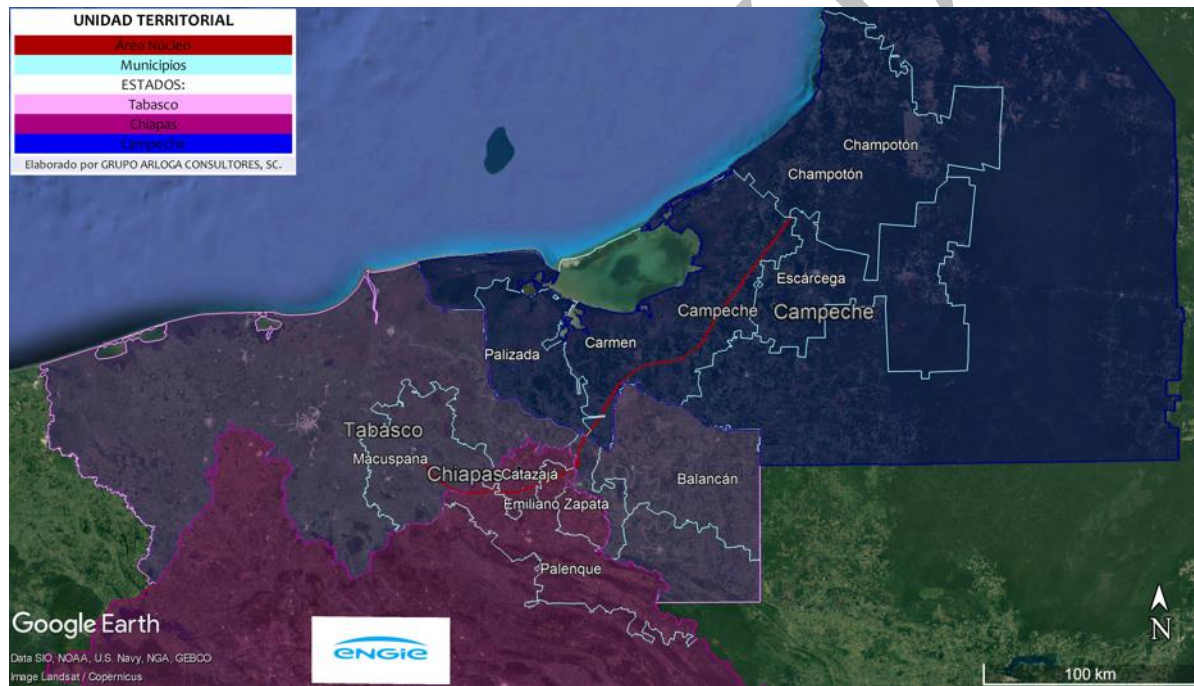 UNIDAD TERRITORIAL
Área Núcleo
Municipios
ESTADOS:
Tabasco
Chiapas
Campeche
Elaborado por GRUPO ARLOGA CONSULTORES, SC.
Champotón
Champotón
Escárcega
Campeche
Campeche
Carmen
Palizada
Tabasco
Macuspana
Chiapas
Catazajá
Balancán
Emiliano Zapata
Palenque
Google Earth
Data SIO, NOAA, U.S. Navy, NGA, GEBCO
Image Landsat / Copernicus
ENGIE
N
100 km